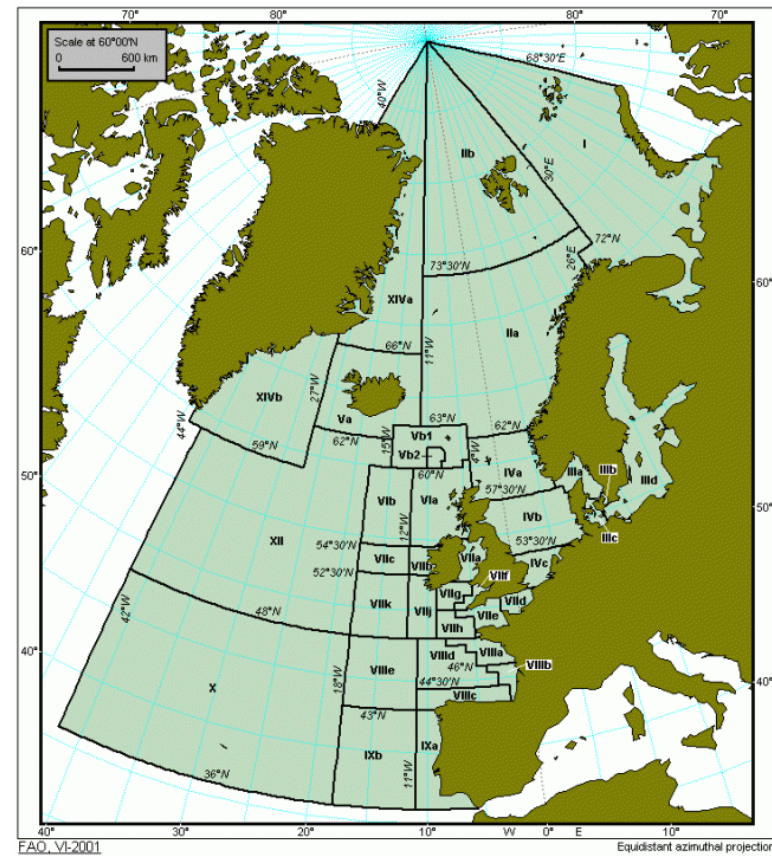 70°
80°
80°
70°
Scale at 60°00'N
0 600 km
68°30'E
40°W
I
IIb
30°E
60°
72°N
26°E
73°30'N
60°
XIVa
IIa
66°N
11°W
27°W
XIVb
Va
44°W
63°N
Vb1
62°N
62°N
15°W
59°N
Vb2
4°W
60°N
50°
IVa
IIIa
IIIb
IIId
57°30'N
VIb
VIa
50°
IVb
12°W
XII
54°30'N
53°30'N
IIIc
VIIc
VIIb
VIIa
IVc
52°30'N
VIIf
VIIg
VIId
VIIk
VIIj
42°W
48°N
VIIe
VIIh
40°
VIIId
VIIIa
VIIIe
46°N
VIIIb
18°W
44°30'N
40°
X
VIIIc
43°N
IXb
IXa
11°W
36°N
40°
30°
20°
10°
W
0°
E
10°
FAO, VI-2001
Equidistant azimuthal projection